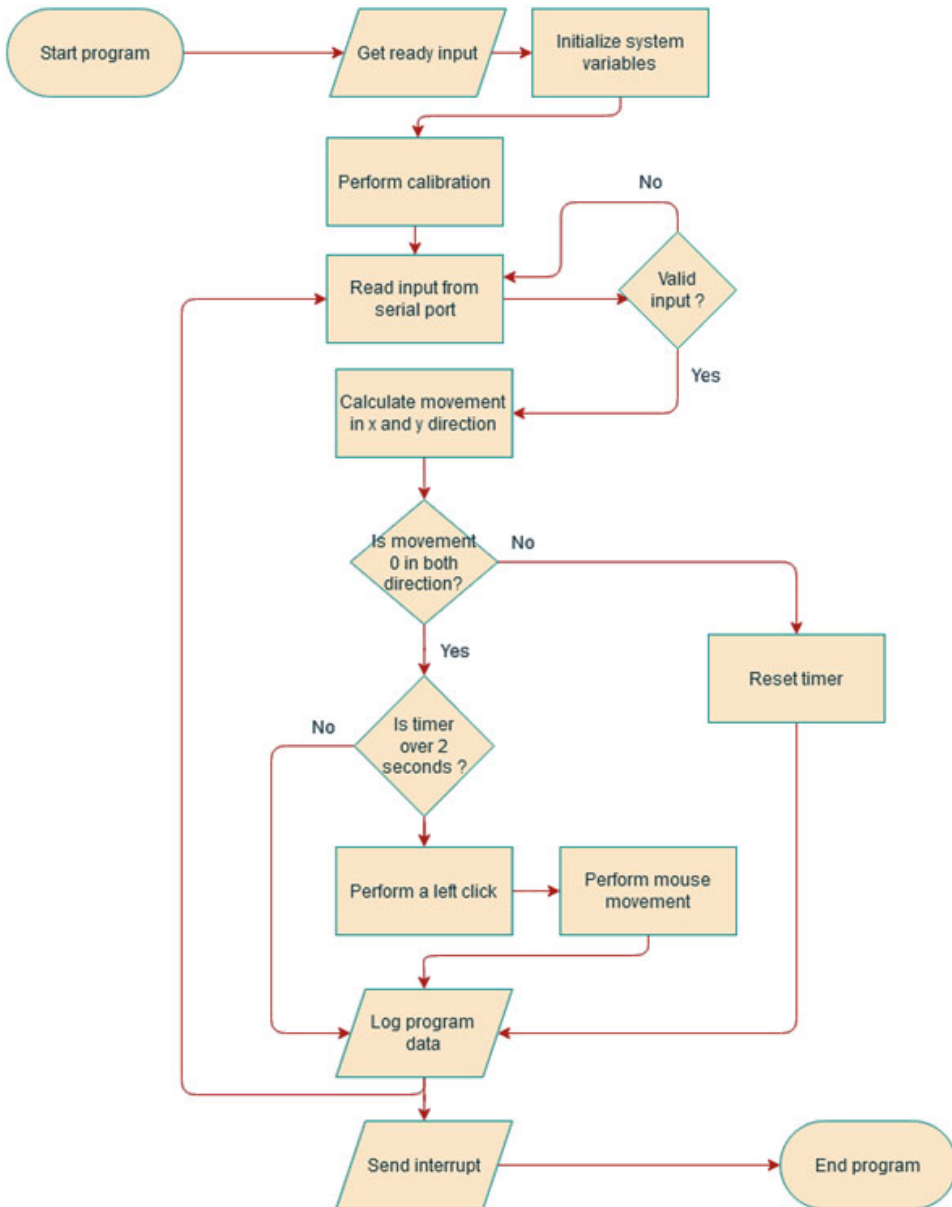 Start program
Get ready input
Initialize system
variables
Perform calibration
No
Read input from
serial port
Valid
input ?
Yes
Calculate movement
in x and y direction
Is movement
0 in both
direction?
No
Yes
Reset timer
No
Is timer
over 2
seconds ?
Perform a left click
Perform mouse
movement
Log program
data
Send interrupt
End program